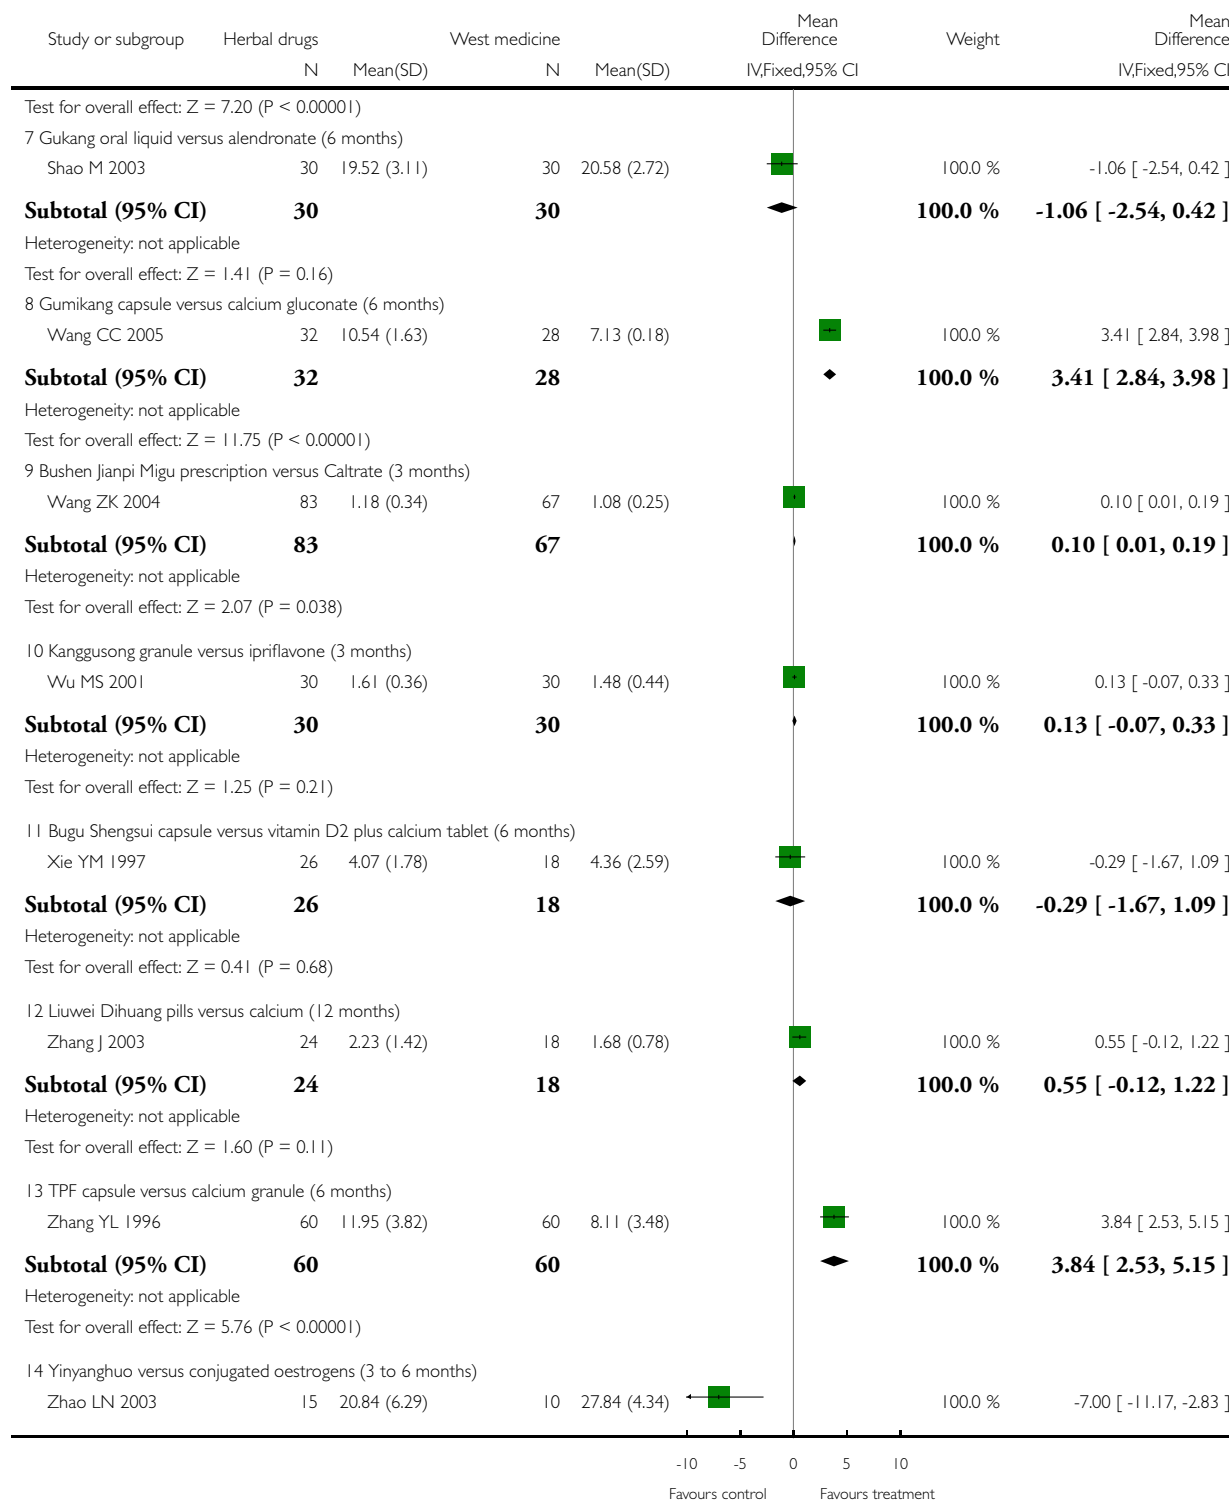 Study or subgroup Herbal drugs West medicine Mean Difference Weight Mean Difference
N Mean(SD) N Mean(SD) IV,Fixed,95% CI IV,Fixed,95% CI
Test for overall effect: Z = 7.20 (P < 0.00001)
7 Gukang oral liquid versus alendronate (6 months)
Shao M 2003 30 19.52 (3.11) 30 20.58 (2.72) 100.0 % -1.06 [ -2.54, 0.42 ]
Subtotal (95% CI) 30 30 100.0 % -1.06 [ -2.54, 0.42 ]
Heterogeneity: not applicable
Test for overall effect: Z = 1.41 (P = 0.16)
8 Gumikang capsule versus calcium gluconate (6 months)
Wang CC 2005 32 10.54 (1.63) 28 7.13 (0.18) 100.0 % 3.41 [ 2.84, 3.98 ]
Subtotal (95% CI) 32 28 100.0 % 3.41 [ 2.84, 3.98 ]
Heterogeneity: not applicable
Test for overall effect: Z = 11.75 (P < 0.00001)
9 Bushen Jianpi Migu prescription versus Caltrate (3 months)
Wang ZK 2004 83 1.18 (0.34) 67 1.08 (0.25) 100.0 % 0.10 [ 0.01, 0.19 ]
Subtotal (95% CI) 83 67 100.0 % 0.10 [ 0.01, 0.19 ]
Heterogeneity: not applicable
Test for overall effect: Z = 2.07 (P = 0.038)
10 Kanggusong granule versus ipriflavone (3 months)
Wu MS 2001 30 1.61 (0.36) 30 1.48 (0.44) 100.0 % 0.13 [ -0.07, 0.33 ]
Subtotal (95% CI) 30 30 100.0 % 0.13 [ -0.07, 0.33 ]
Heterogeneity: not applicable
Test for overall effect: Z = 1.25 (P = 0.21)
11 Bugu Shengsui capsule versus vitamin D2 plus calcium tablet (6 months)
Xie YM 1997 26 4.07 (1.78) 18 4.36 (2.59) 100.0 % -0.29 [ -1.67, 1.09 ]
Subtotal (95% CI) 26 18 100.0 % -0.29 [ -1.67, 1.09 ]
Heterogeneity: not applicable
Test for overall effect: Z = 0.41 (P = 0.68)
12 Liuwei Dihuang pills versus calcium (12 months)
Zhang J 2003 24 2.23 (1.42) 18 1.68 (0.78) 100.0 % 0.55 [ -0.12, 1.22 ]
Subtotal (95% CI) 24 18 100.0 % 0.55 [ -0.12, 1.22 ]
Heterogeneity: not applicable
Test for overall effect: Z = 1.60 (P = 0.11)
13 TPF capsule versus calcium granule (6 months)
Zhang YL 1996 60 11.95 (3.82) 60 8.11 (3.48) 100.0 % 3.84 [ 2.53, 5.15 ]
Subtotal (95% CI) 60 60 100.0 % 3.84 [ 2.53, 5.15 ]
Heterogeneity: not applicable
Test for overall effect: Z = 5.76 (P < 0.00001)
14 Yinyanghuo versus conjugated oestrogens (3 to 6 months)
Zhao LN 2003 15 20.84 (6.29) 10 27.84 (4.34) 100.0 % -7.00 [ -11.17, -2.83 ]
-10 -5 0 5 10
Favours control Favours treatment